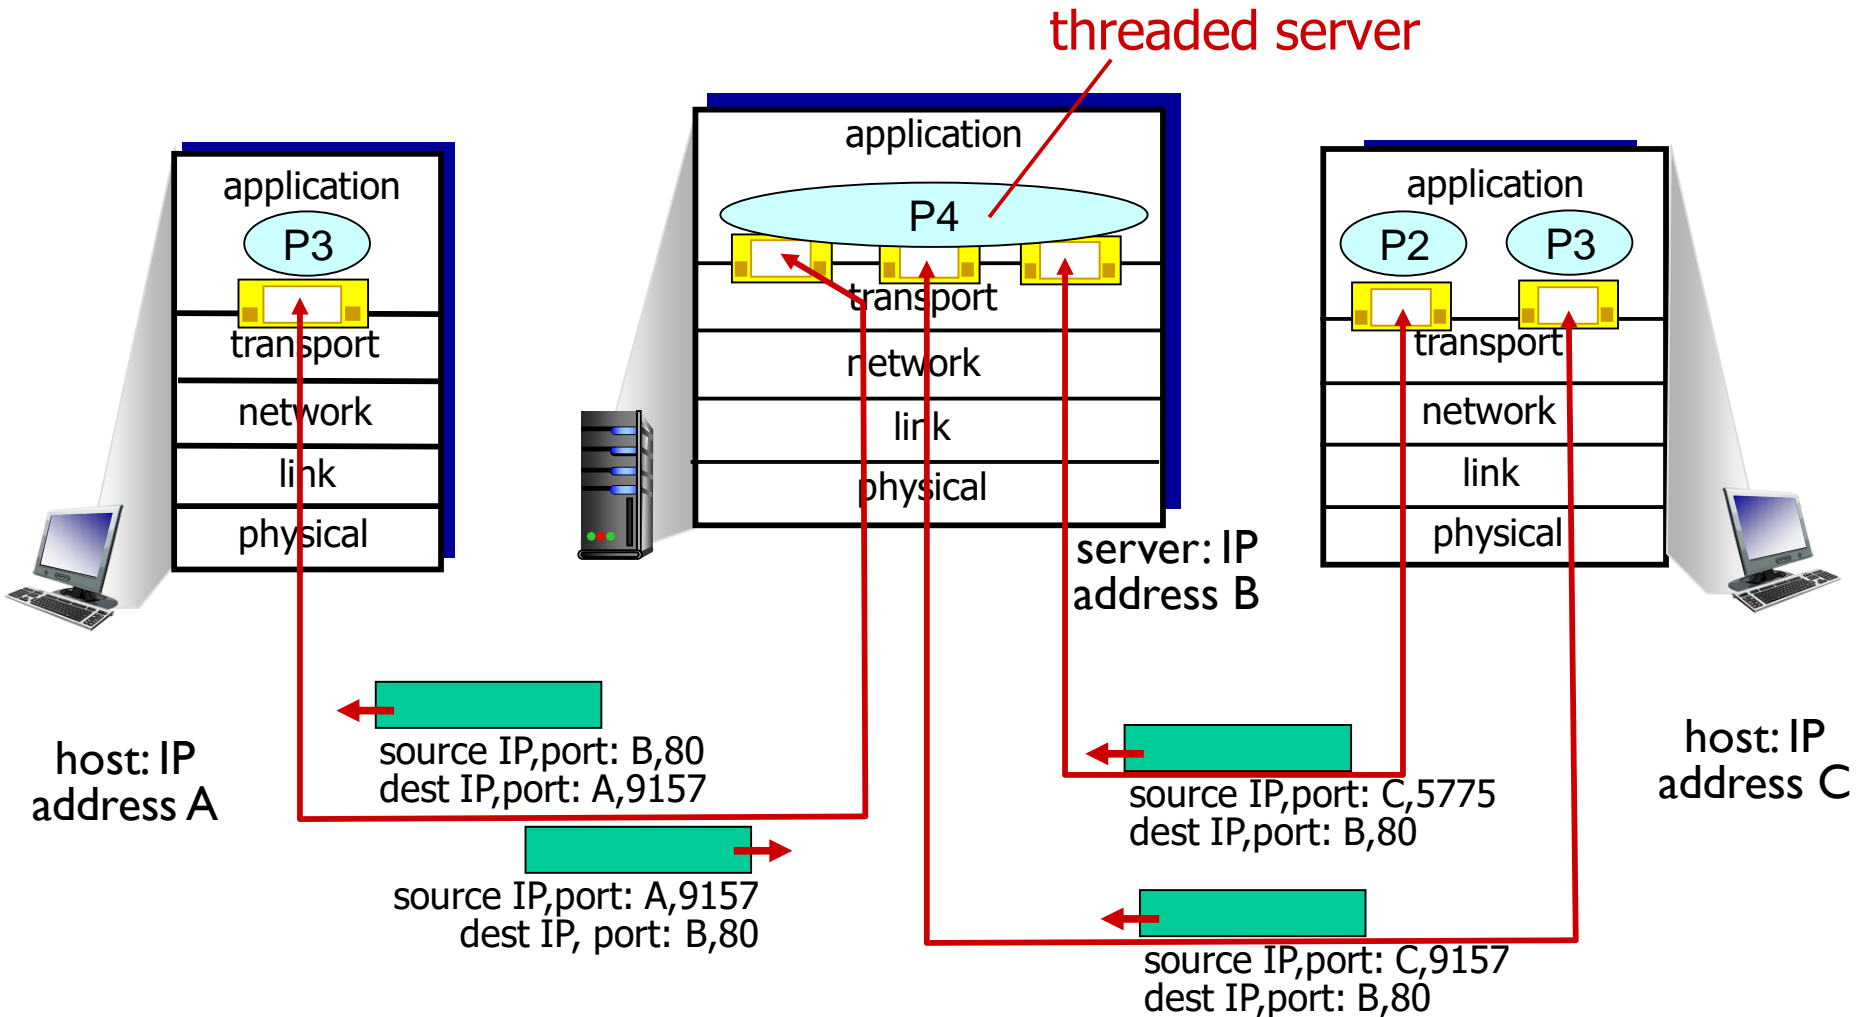 threaded server
application
P3
transport
network
link
physical
application
P4
transport
network
link
physical
server: IP
address B
application
P2
P3
transport
network
link
physical
host: IP
address A
source IP,port: B,80
dest IP,port: A,9157
source IP,port: A,9157
dest IP, port: B,80
source IP,port: C,5775
dest IP,port: B,80
source IP,port: C,9157
dest IP,port: B,80
host: IP
address C